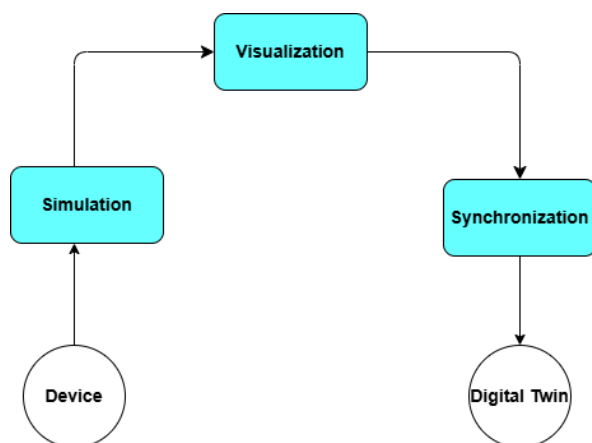 Visualization
Simulation
Synchronization
Device
Digital Twin